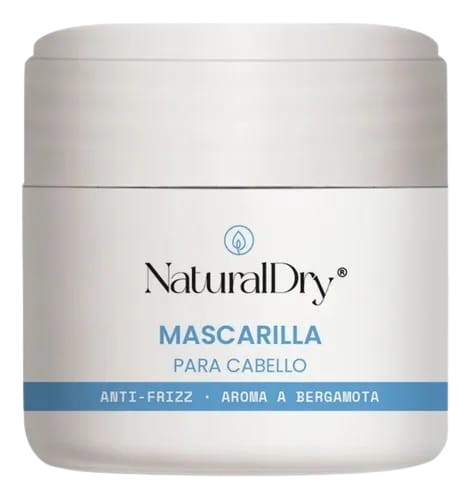 NaturalDry®
MASCARILLA
PARA CABELLO
ANTI-FRIZZ · AROMA A BERGAMOTA